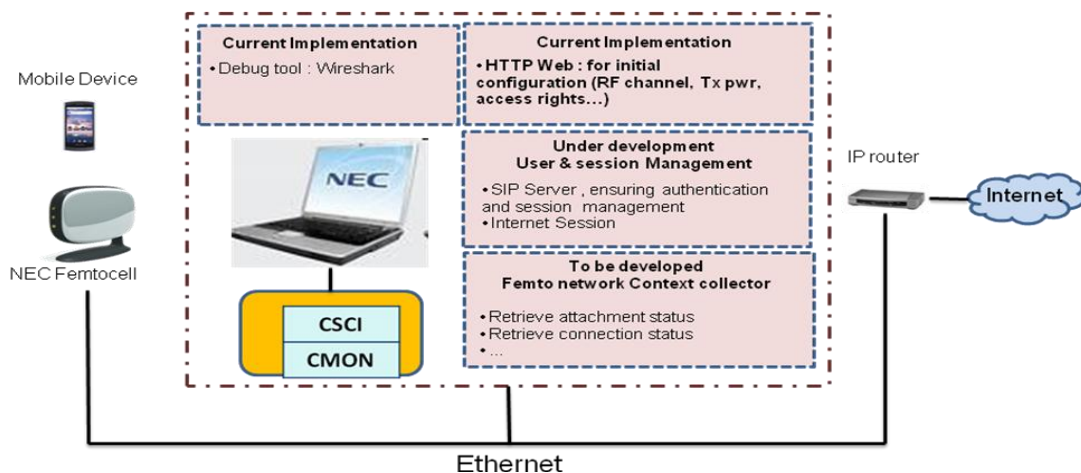 Current Implementation
• Debug tool : Wireshark
Current Implementation
• HTTP Web : for initial
configuration (RF channel, Tx pwr,
access rights...)
Mobile Device
NEC
Under development
User & session Management
• SIP Server , ensuring authentication
and session management
• Internet Session
IP router
Internet
NEC Femtocell
To be developed
Femto network Context collector
• Retrieve attachment status
• Retrieve connection status
• ...
CSCI
CMON
Ethernet